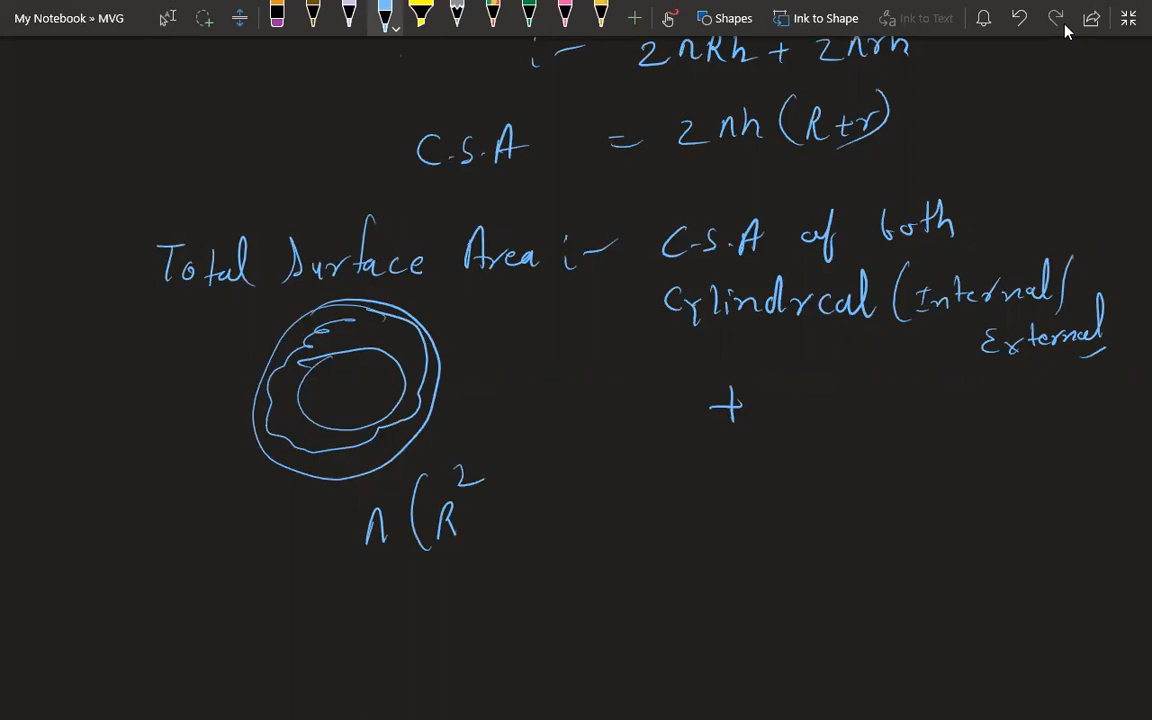 My Notebook » MVG
Shapes
Ink to Shape
Ink to Text
:- 2πRh + 2πrh
C.S.A = 2πh (R+r)
Total Surface Area :- C.S.A of both
Cylindrcal (Internal/
External
+
π(R²